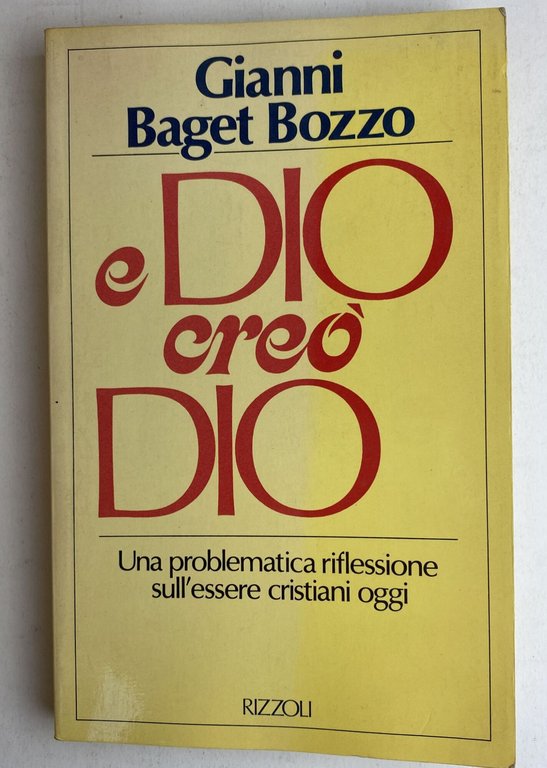 Gianni
Baget Bozzo
e DIO
creò
DIO
Una problematica riflessione
sull'essere cristiani oggi
RIZZOLI